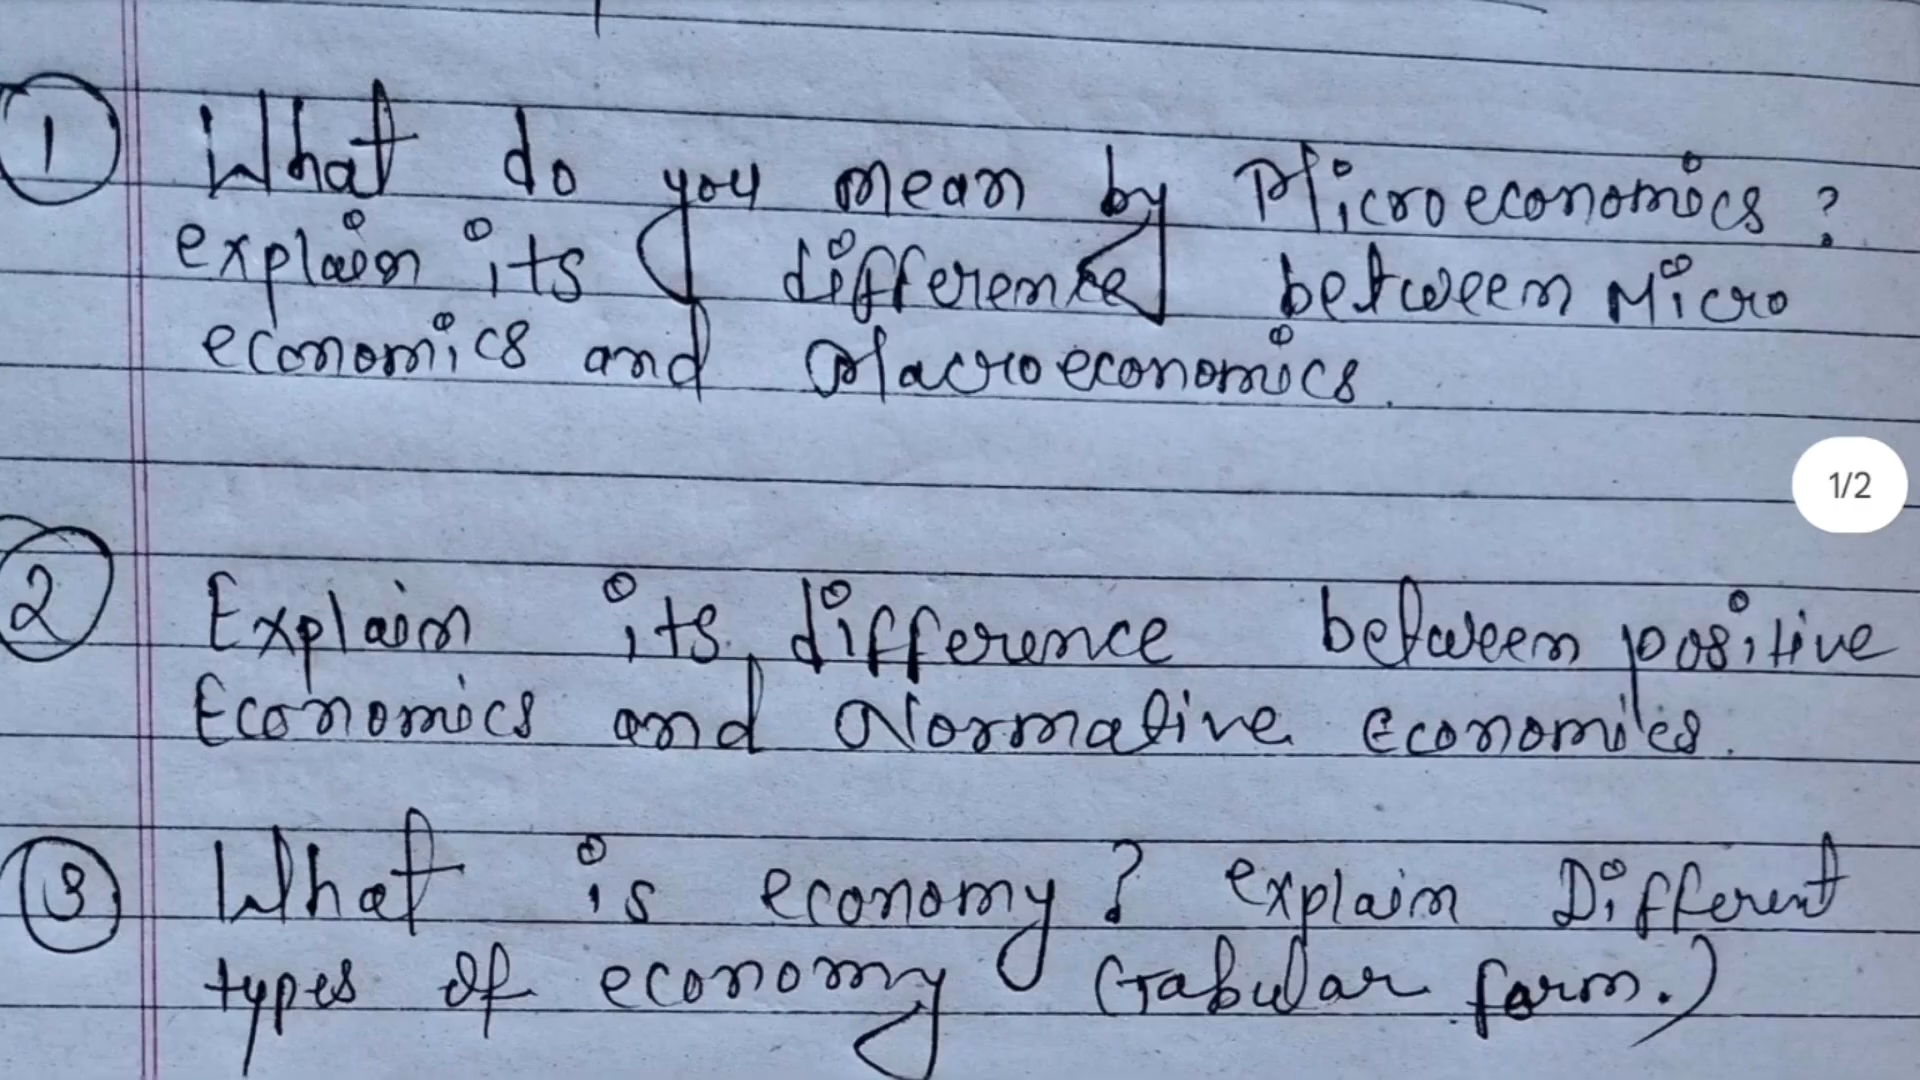 1 What do you mean by Microeconomics ?
explain its difference between Micro
economics and Macroeconomics.
1/2
2 Explain its difference between positive
Economics and Normative Economics.
3 What is economy? explain Different
types of economy (Tabular form.)